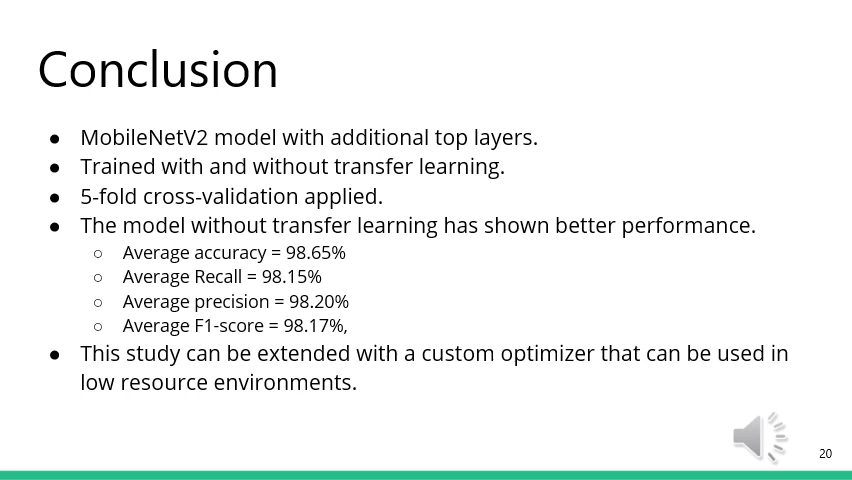 Conclusion
● MobileNetV2 model with additional top layers.
● Trained with and without transfer learning.
● 5-fold cross-validation applied.
● The model without transfer learning has shown better performance.
○ Average accuracy = 98.65%
○ Average Recall = 98.15%
○ Average precision = 98.20%
○ Average F1-score = 98.17%,
● This study can be extended with a custom optimizer that can be used in
low resource environments.
20